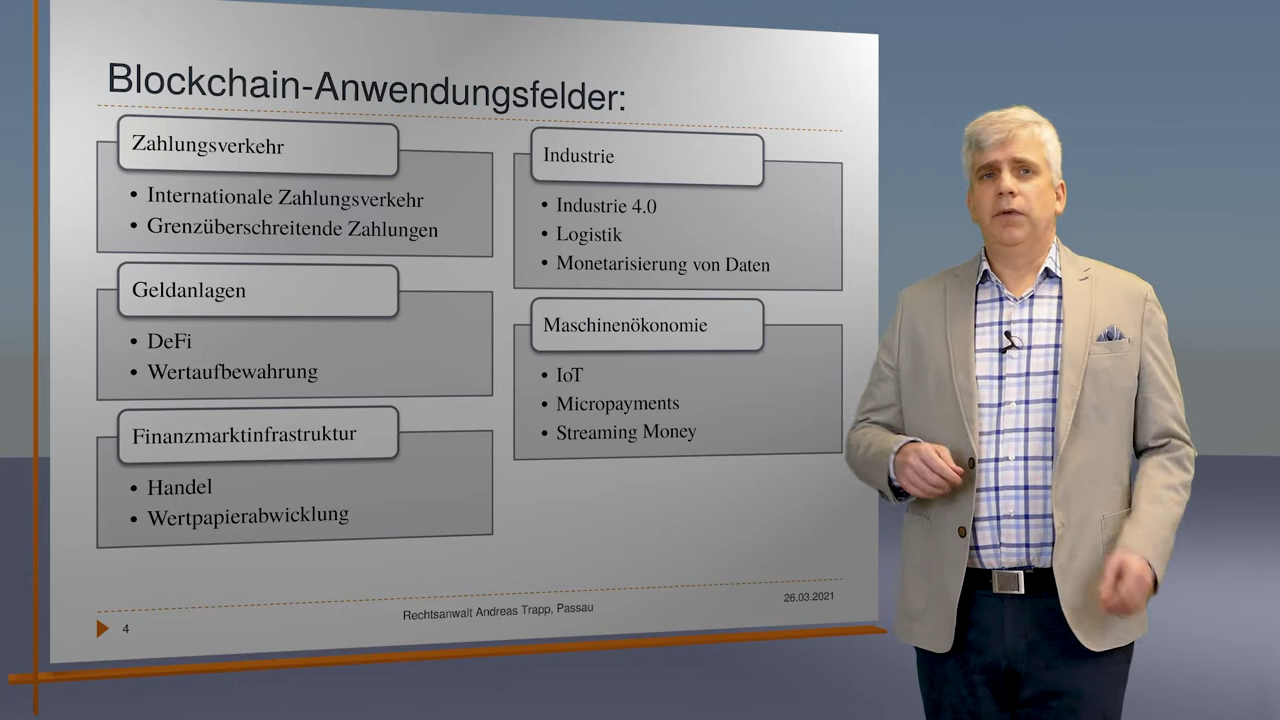 Blockchain-Anwendungsfelder:
Zahlungsverkehr
• Internationale Zahlungsverkehr
• Grenzüberschreitende Zahlungen
Geldanlagen
• DeFi
• Wertaufbewahrung
Finanzmarktinfrastruktur
• Handel
• Wertpapierabwicklung
Industrie
• Industrie 4.0
• Logistik
• Monetarisierung von Daten
Maschinenökonomie
• IoT
• Micropayments
• Streaming Money
4
Rechtsanwalt Andreas Trapp, Passau
26.03.2021